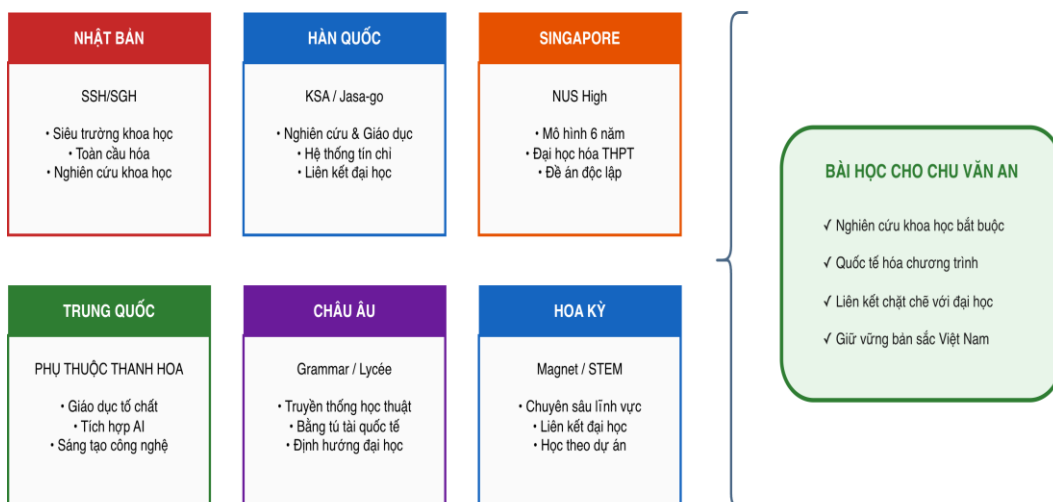 NHẬT BẢN
SSH/SGH
• Siêu trường khoa học
• Toàn cầu hóa
• Nghiên cứu khoa học
HÀN QUỐC
KSA / Jasa-go
• Nghiên cứu & Giáo dục
• Hệ thống tín chỉ
• Liên kết đại học
SINGAPORE
NUS High
• Mô hình 6 năm
• Đại học hóa THPT
• Đề án độc lập
TRUNG QUỐC
PHỤ THUỘC THANH HOA
• Giáo dục tố chất
• Tích hợp AI
• Sáng tạo công nghệ
CHÂU ÂU
Grammar / Lycée
• Truyền thống học thuật
• Bằng tú tài quốc tế
• Định hướng đại học
HOA KỲ
Magnet / STEM
• Chuyên sâu lĩnh vực
• Liên kết đại học
• Học theo dự án
BÀI HỌC CHO CHU VĂN AN
✓ Nghiên cứu khoa học bắt buộc
✓ Quốc tế hóa chương trình
✓ Liên kết chặt chẽ với đại học
✓ Giữ vững bản sắc Việt Nam